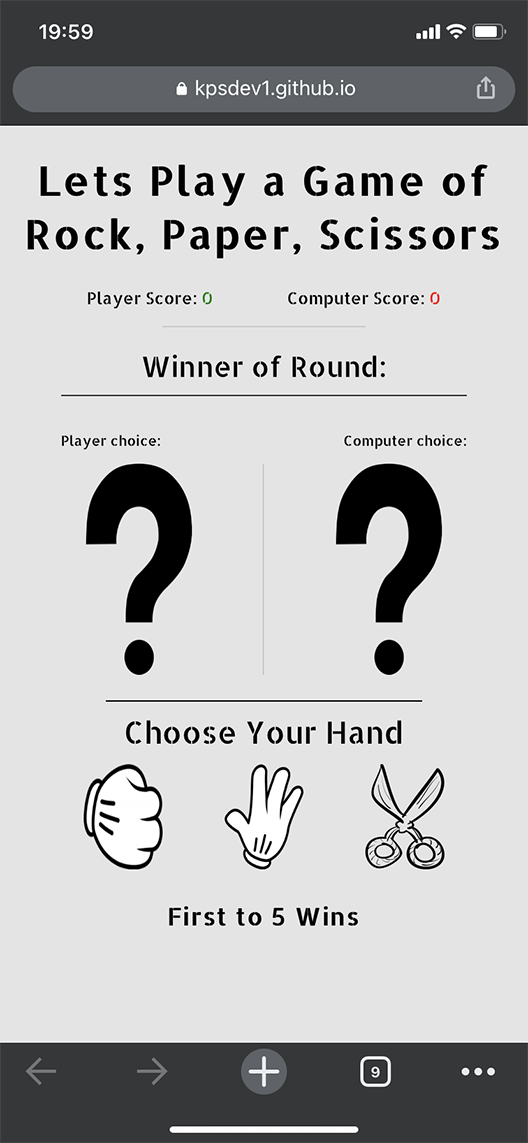 19:59
kpsdev1.github.io
Lets Play a Game of
Rock, Paper, Scissors
Player Score: 0 Computer Score: 0
Winner of Round:
Player choice: Computer choice:
? ?
Choose Your Hand
First to 5 Wins
9